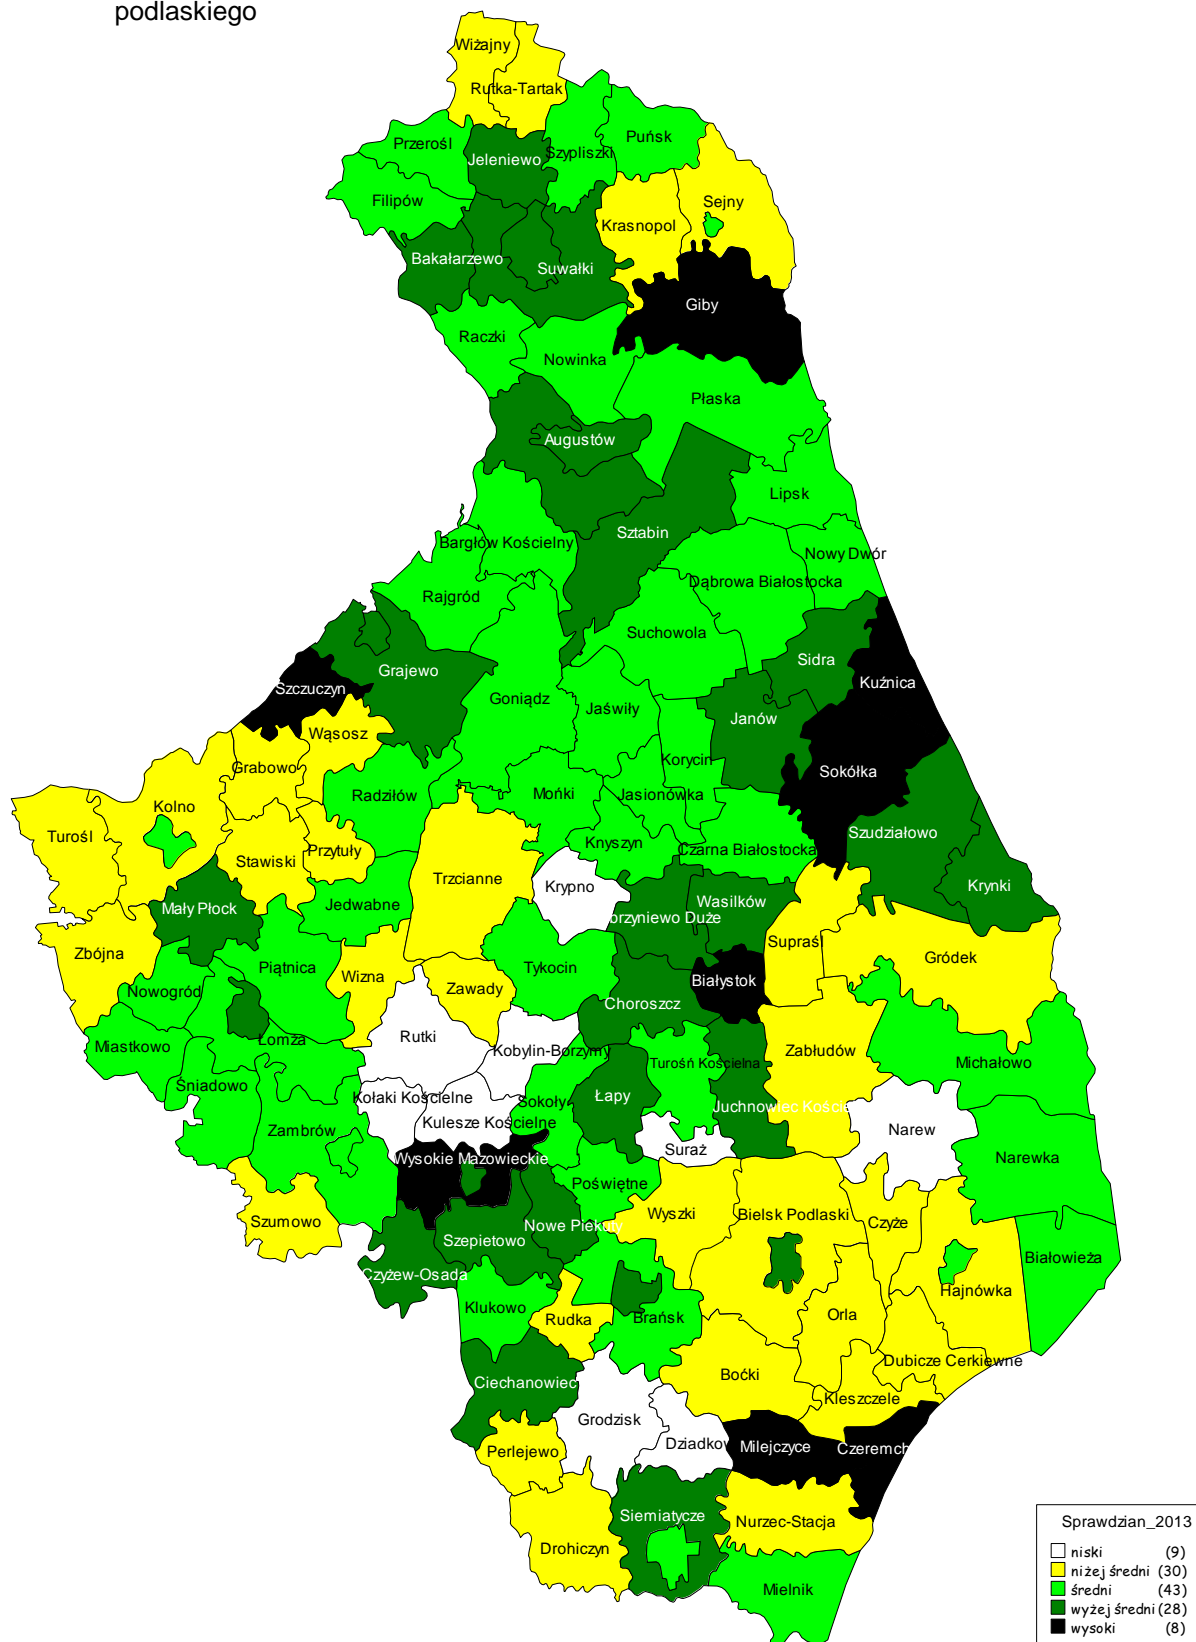 podlaskiego
Wiżajny
Rutka-Tartak
Przerośl
Jeleniewo
Szypliszki
Puńsk
Filipów
Sejny
Krasnopol
Bakałarzewo
Suwałki
Giby
Raczki
Nowinka
Płaska
Augustów
Lipsk
Sztabin
Bargłów Kościelny
Nowy Dwór
Dąbrowa Białostocka
Rajgród
Suchowola
Sidra
Grajewo
Kuźnica
Szczuczyn
Goniądz
Jaświły
Janów
Wąsosz
Korycin
Grabowo
Sokółka
Radziłów
Mońki
Jasionówka
Kolno
Turośl
Szudziałowo
Knyszyn
Czarna Białostocka
Przytuły
Stawiski
Trzcianne
Krypno
Krynki
Jedwabne
Wasilków
Mały Płock
orzyniewo Duże
Supraśl
Zbójna
Piątnica
Tykocin
Gródek
Wizna
Zawady
Białystok
Nowogród
Choroszcz
Rutki
Łomża
Miastkowo
Kobylin-Borzymy
Zabłudów
Turośń Kościelna
Michałowo
Śniadowo
Kołaki Kościelne
Sokoły
Łapy
Juchnowiec Kościel
Kulesze Kościelne
Zambrów
Narew
Suraż
Wysokie Mazowieckie
Narewka
Poświętne
Szumowo
Nowe Piekuty
Wyszki
Bielsk Podlaski
Czyże
Szepietowo
Białowieża
Czyżew-Osada
Hajnówka
Klukowo
Rudka
Brańsk
Orla
Dubicze Cerkiewne
Boćki
Ciechanowiec
Kleszczele
Grodzisk
Dziadkow
Milejczyce
Czeremch
Perlejewo
Siemiatycze
Nurzec-Stacja
Drohiczyn
Mielnik
Sprawdzian_2013
niski (9)
niżej średni (30)
średni (43)
wyżej średni (28)
wysoki (8)